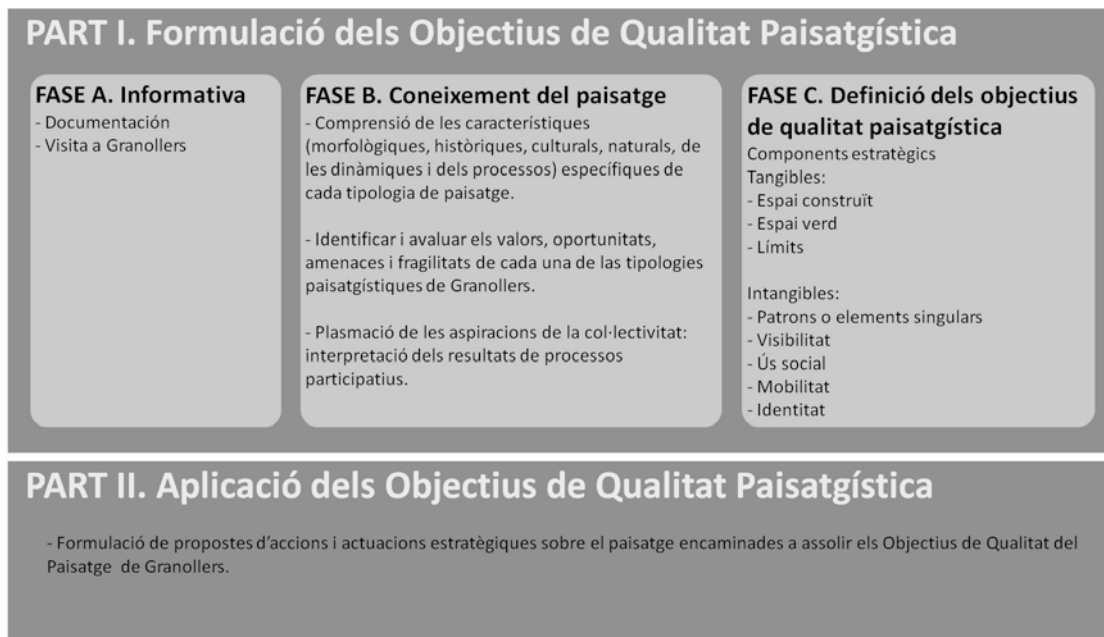 PART I. Formulació dels Objectius de Qualitat Paisatgística
FASE A. Informativa
- Documentación
- Visita a Granollers
FASE B. Coneixement del paisatge
- Comprensió de les característiques
(morfològiques, històriques, culturals, naturals, de
les dinàmiques i dels processos) específiques de
cada tipologia de paisatge.
- Identificar i avaluar els valors, oportunitats,
amenaces i fragilitats de cada una de las tipologies
paisatgístiques de Granollers.
- Plasmació de les aspiracions de la col·lectivitat:
interpretació dels resultats de processos
participatius.
FASE C. Definició dels objectius
de qualitat paisatgística
Components estratègics
Tangibles:
- Espai construït
- Espai verd
- Límits
Intangibles:
- Patrons o elements singulars
- Visibilitat
- Ús social
- Mobilitat
- Identitat
PART II. Aplicació dels Objectius de Qualitat Paisatgística
- Formulació de propostes d'accions i actuacions estratègiques sobre el paisatge encaminades a assolir els Objectius de Qualitat del
Paisatge de Granollers.